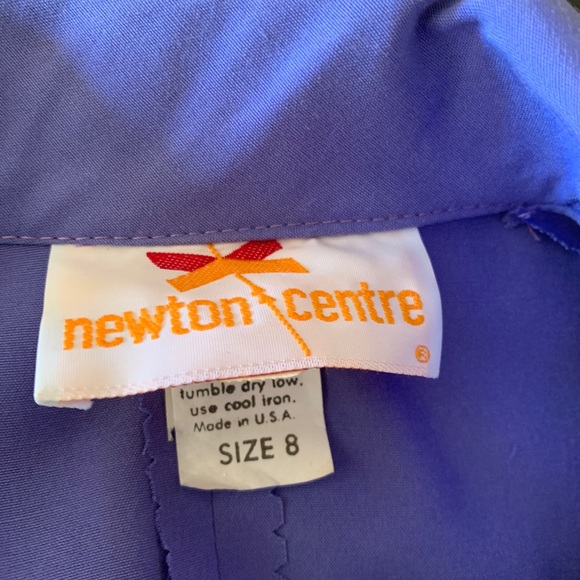 newton centre
®
tumble dry low.
use cool iron.
Made in U.S.A.
SIZE 8